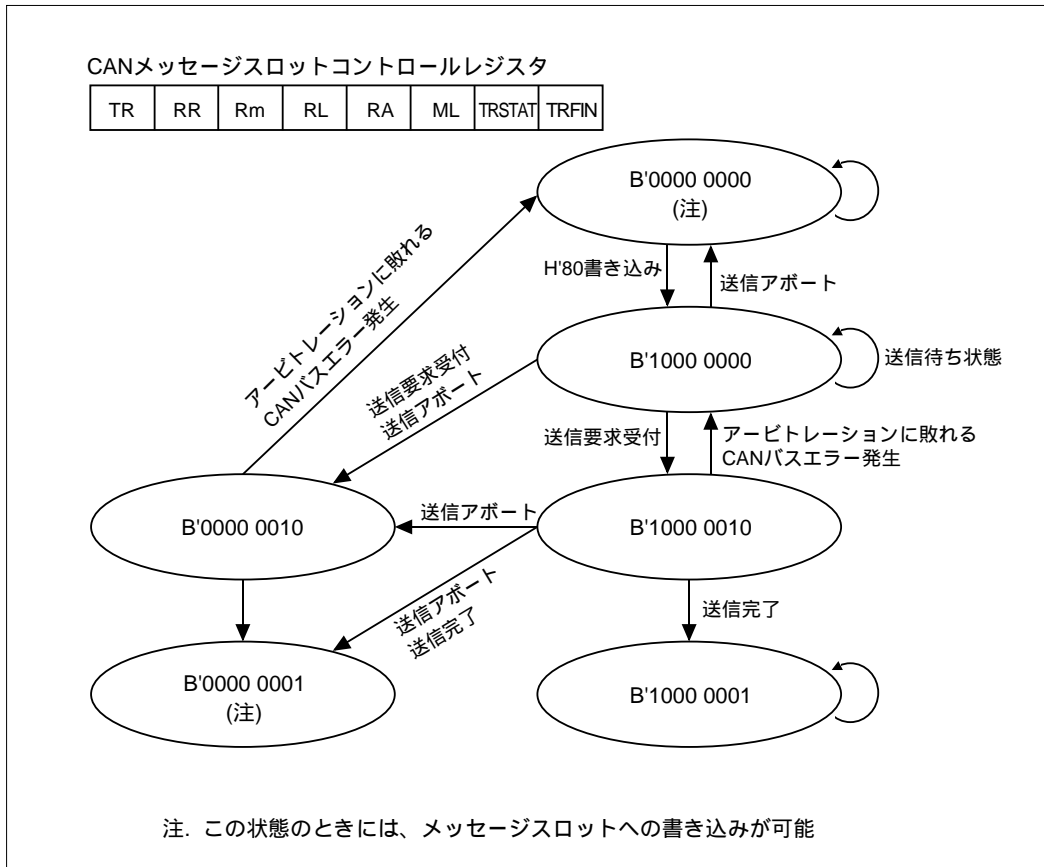 CANメッセージスロットコントロールレジスタ
TR RR Rm RL RA ML TRSTAT TRFIN
B'0000 0000
(注)
アービトレーションに敗れる
CANバスエラー発生
H'80書き込み
送信アボート
B'1000 0000
送信待ち状態
送信要求受付
送信アボート
送信要求受付
アービトレーションに敗れる
CANバスエラー発生
B'0000 0010
送信アボート
B'1000 0010
送信アボート
送信完了
送信完了
B'0000 0001
(注)
B'1000 0001
注. この状態のときには、メッセージスロットへの書き込みが可能